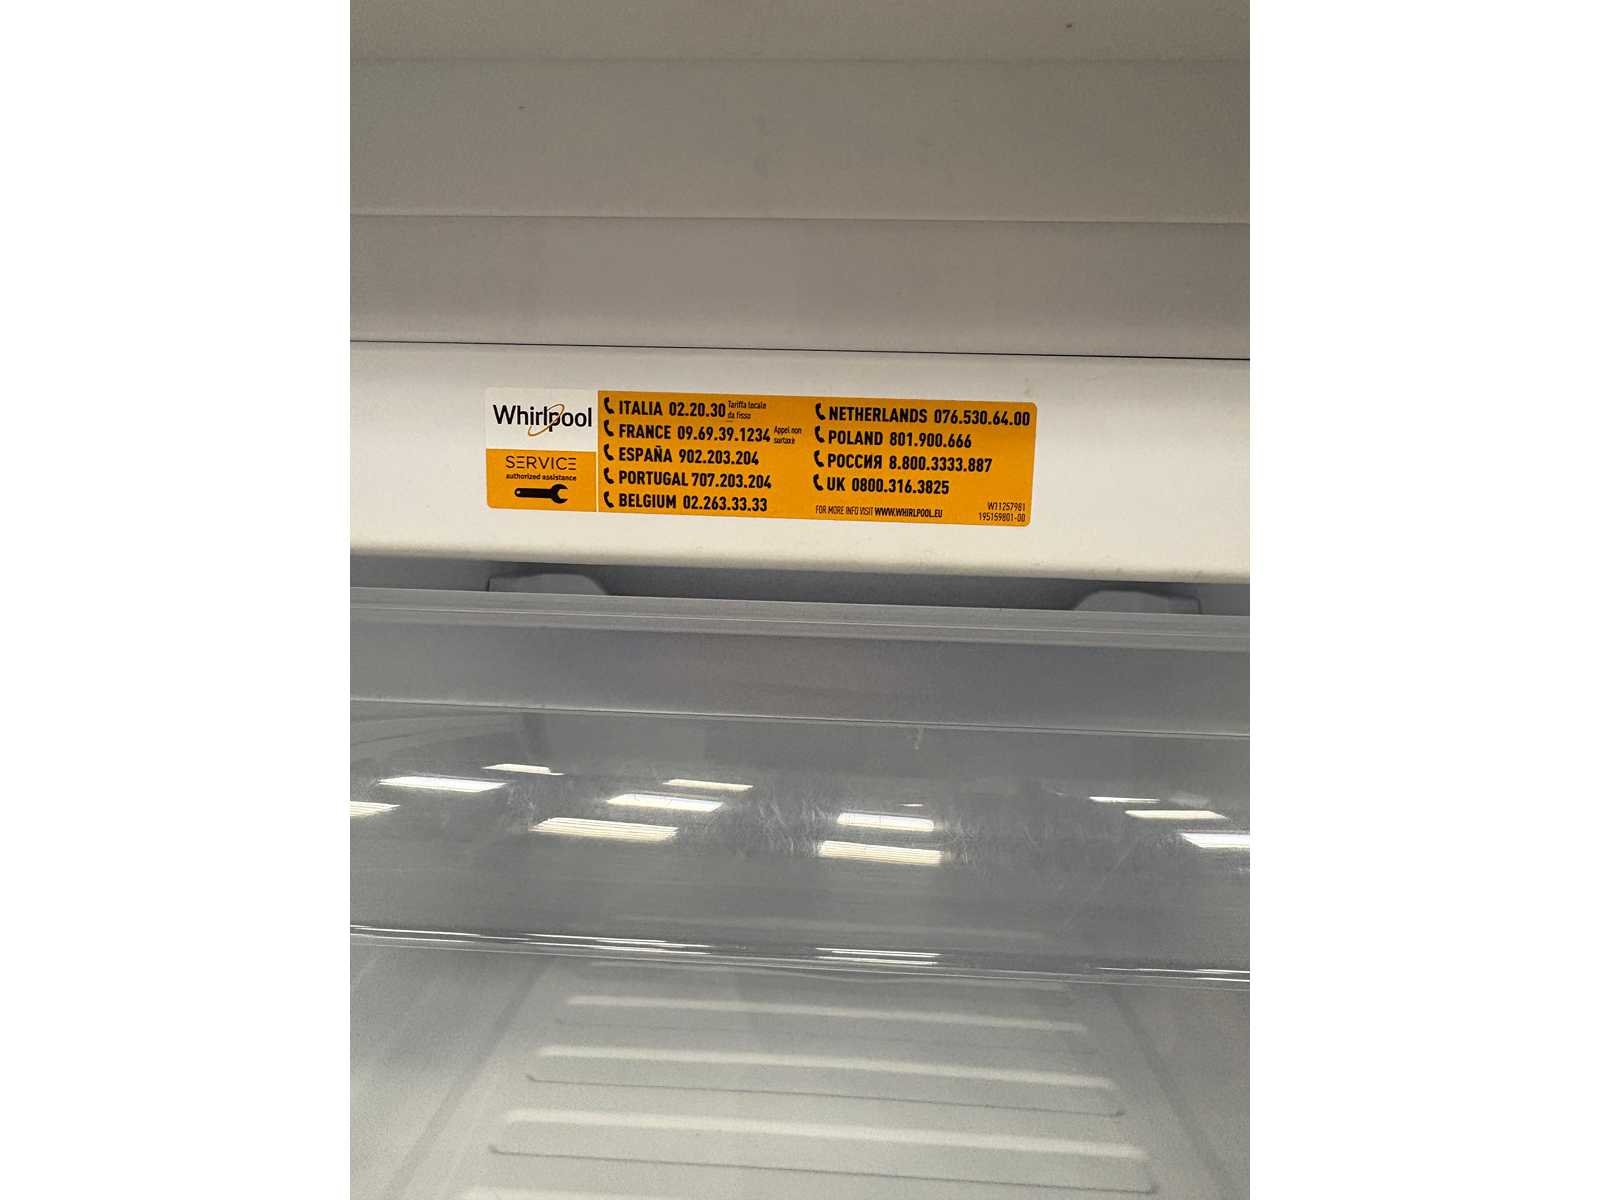 Whirlpool
SERVICE
authorized assistance
ITALIA 02.20.30 Tariffa locale da fisso
FRANCE 09.69.39.1234 Appel non surtaxé
ESPAÑA 902.203.204
PORTUGAL 707.203.204
BELGIUM 02.263.33.33
NETHERLANDS 076.530.64.00
POLAND 801.900.666
РОССИЯ 8.800.3333.887
UK 0800.316.3825
FOR MORE INFO VISIT WWW.WHIRLPOOL.EU
W11257981
195159801-00